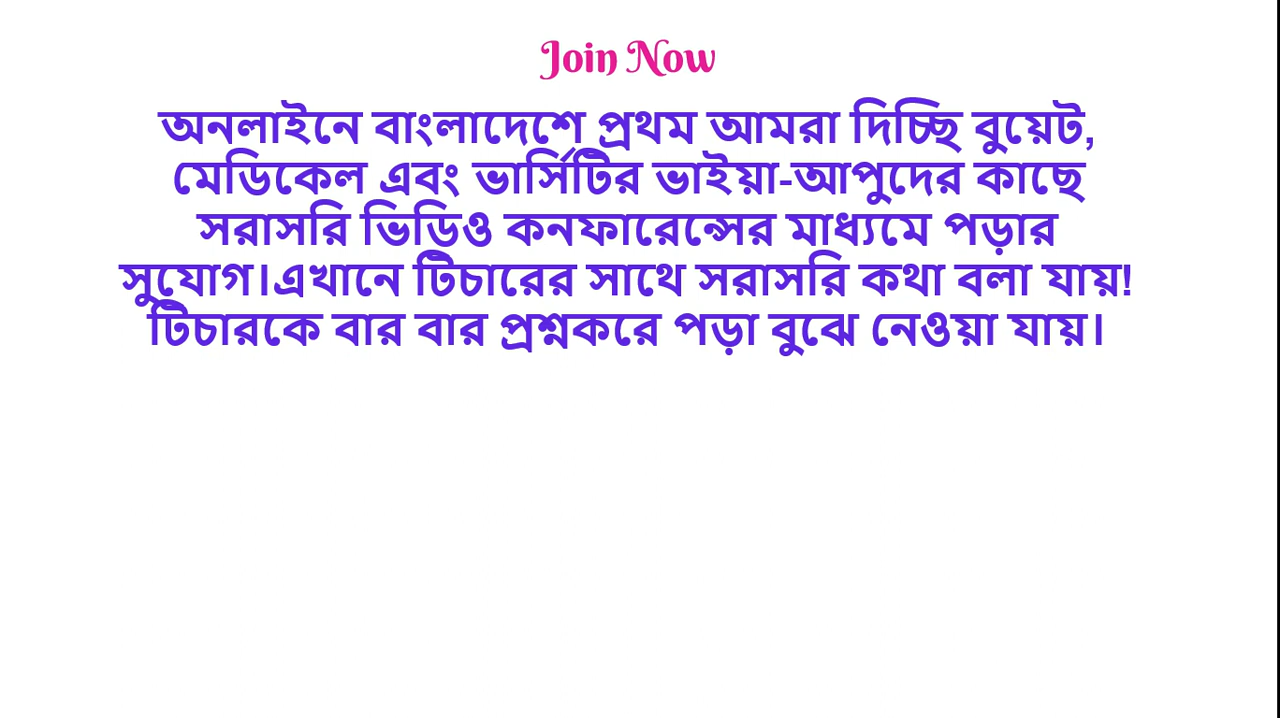 Join Now
অনলাইনে বাংলাদেশে প্রথম আমরা দিচ্ছি বুয়েট,
মেডিকেল এবং ভার্সিটির ভাইয়া-আপুদের কাছে
সরাসরি ভিডিও কনফারেন্সের মাধ্যমে পড়ার
সুযোগ।এখানে টিচারের সাথে সরাসরি কথা বলা যায়!
টিচারকে বার বার প্রশ্নকরে পড়া বুঝে নেওয়া যায়।